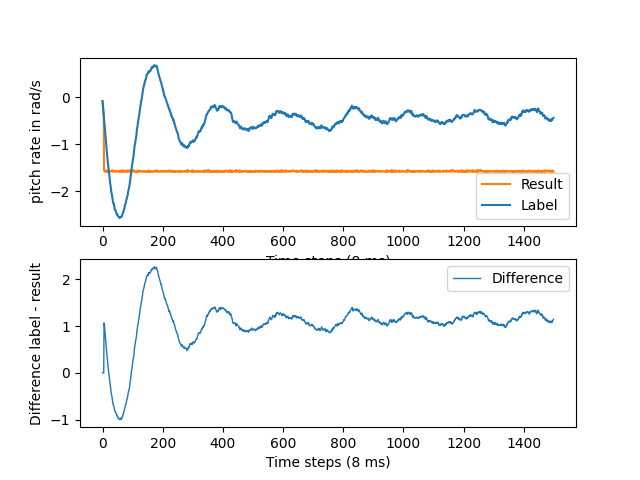 pitch rate in rad/s
0
−1
−2
Result
Label
0 200 400 600 800 1000 1200 1400
Time steps (8 ms)
Difference label - result
2
1
0
−1
Difference
0 200 400 600 800 1000 1200 1400
Time steps (8 ms)